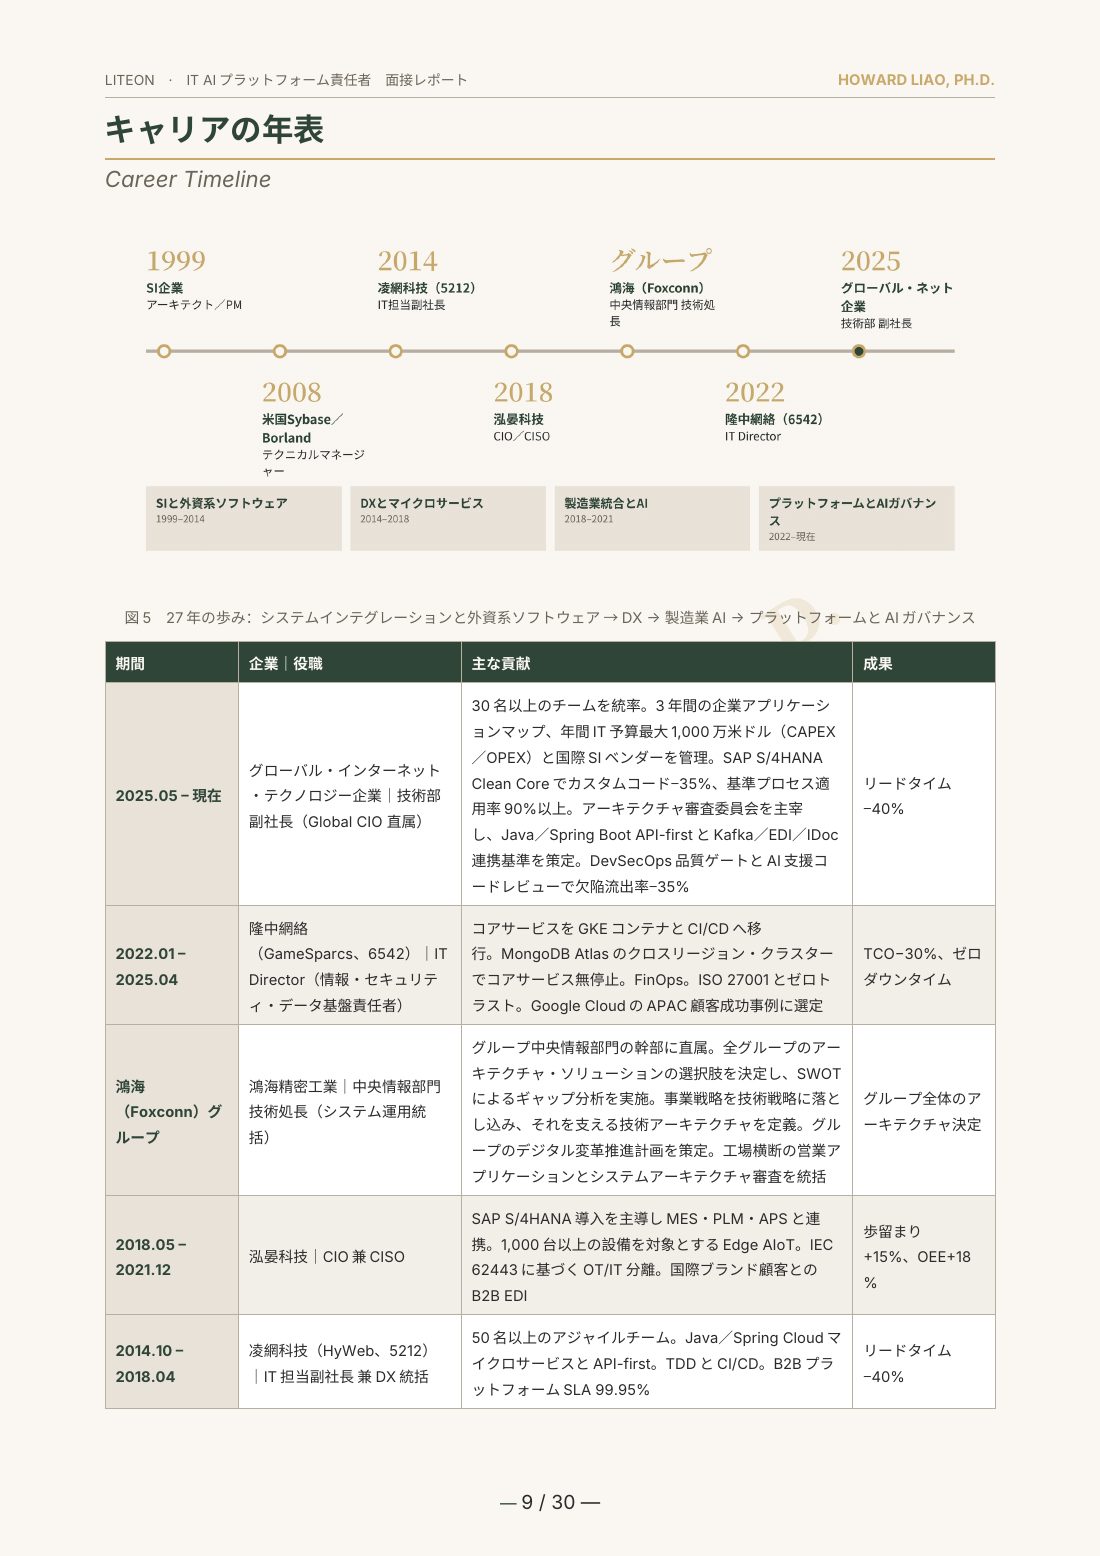 LITEON · IT AI プラットフォーム責任者　面接レポート
HOWARD LIAO, PH.D.
キャリアの年表
Career Timeline
1999
SI企業
アーキテクト／PM
2014
凌網科技（5212）
IT担当副社長
グループ
鴻海（Foxconn）
中央情報部門 技術処
長
2025
グローバル・ネット
企業
技術部 副社長
2008
米国Sybase／
Borland
テクニカルマネージ
ャー
2018
泓晏科技
CIO／CISO
2022
隆中網絡（6542）
IT Director
SIと外資系ソフトウェア
1999–2014
DXとマイクロサービス
2014–2018
製造業統合とAI
2018–2021
プラットフォームとAIガバナン
ス
2022–現在
D.
図 5　27 年の歩み：システムインテグレーションと外資系ソフトウェア → DX → 製造業 AI → プラットフォームと AI ガバナンス
期間
企業｜役職
主な貢献
成果
2025.05 – 現在
グローバル・インターネット
・テクノロジー企業｜技術部
副社長（Global CIO 直属）
30 名以上のチームを統率。3 年間の企業アプリケーシ
ョンマップ、年間 IT 予算最大 1,000 万米ドル（CAPEX
／OPEX）と国際 SI ベンダーを管理。SAP S/4HANA
Clean Core でカスタムコード−35%、基準プロセス適
用率 90%以上。アーキテクチャ審査委員会を主宰
し、Java／Spring Boot API-first と Kafka／EDI／IDoc
連携基準を策定。DevSecOps 品質ゲートと AI 支援コ
ードレビューで欠陥流出率−35%
リードタイム
−40%
2022.01 –
2025.04
隆中網絡
（GameSparcs、6542）｜IT
Director（情報・セキュリテ
ィ・データ基盤責任者）
コアサービスを GKE コンテナと CI/CD へ移
行。MongoDB Atlas のクロスリージョン・クラスター
でコアサービス無停止。FinOps。ISO 27001 とゼロト
ラスト。Google Cloud の APAC 顧客成功事例に選定
TCO−30%、ゼロ
ダウンタイム
鴻海
（Foxconn）グ
ループ
鴻海精密工業｜中央情報部門
技術処長（システム運用統
括）
グループ中央情報部門の幹部に直属。全グループのアー
キテクチャ・ソリューションの選択肢を決定し、SWOT
によるギャップ分析を実施。事業戦略を技術戦略に落と
し込み、それを支える技術アーキテクチャを定義。グル
ープのデジタル変革推進計画を策定。工場横断の営業ア
プリケーションとシステムアーキテクチャ審査を統括
グループ全体のア
ーキテクチャ決定
2018.05 –
2021.12
泓晏科技｜CIO 兼 CISO
SAP S/4HANA 導入を主導し MES・PLM・APS と連
携。1,000 台以上の設備を対象とする Edge AIoT。IEC
62443 に基づく OT/IT 分離。国際ブランド顧客との
B2B EDI
歩留まり
+15%、OEE+18
%
2014.10 –
2018.04
凌網科技（HyWeb、5212）
｜IT 担当副社長 兼 DX 統括
50 名以上のアジャイルチーム。Java／Spring Cloud マ
イクロサービスと API-first。TDD と CI/CD。B2B プラ
ットフォーム SLA 99.95%
リードタイム
−40%
— 9 / 30 —